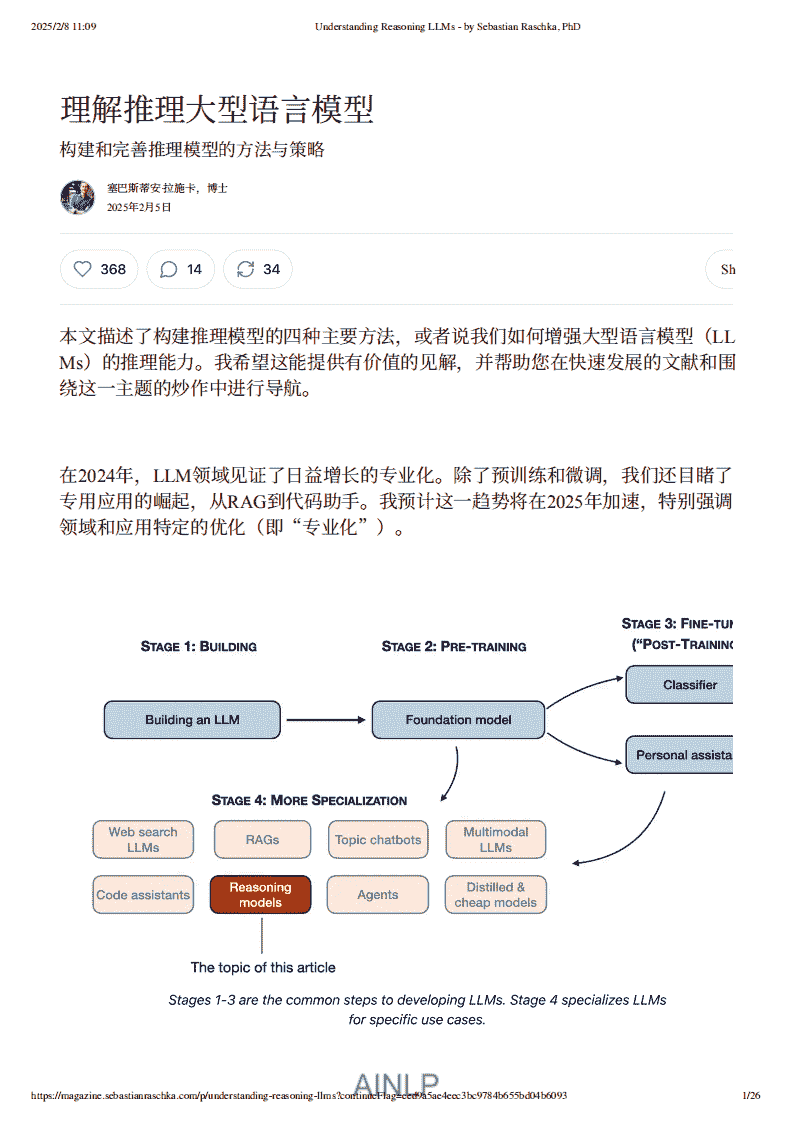 2025/2/8 11:09
Understanding Reasoning LLMs - by Sebastian Raschka, PhD
理解推理大型语言模型
构建和完善推理模型的方法与策略
塞巴斯蒂安·拉施卡，博士
2025年2月5日
368
14
34
Sh
本文描述了构建推理模型的四种主要方法，或者说我们如何增强大型语言模型（LL
Ms）的推理能力。我希望这能提供有价值的见解，并帮助您在快速发展的文献和围
绕这一主题的炒作中进行导航。
在2024年，LLM领域见证了日益增长的专业化。除了预训练和微调，我们还目睹了
专用应用的崛起，从RAG到代码助手。我预计这一趋势将在2025年加速，特别强调
领域和应用特定的优化（即“专业化”）。
STAGE 1: BUILDING
STAGE 2: PRE-TRAINING
STAGE 3: FINE-TUN
("POST-TRAINING
Building an LLM
Foundation model
Classifier
Personal assista
STAGE 4: MORE SPECIALIZATION
Web search
LLMs
RAGs
Topic chatbots
Multimodal
LLMs
Code assistants
Reasoning
models
Agents
Distilled &
cheap models
The topic of this article
Stages 1-3 are the common steps to developing LLMs. Stage 4 specializes LLMs
for specific use cases.
AINLP
https://magazine.sebastianraschka.com/p/understanding-reasoning-llms?continueFlag=
1/26